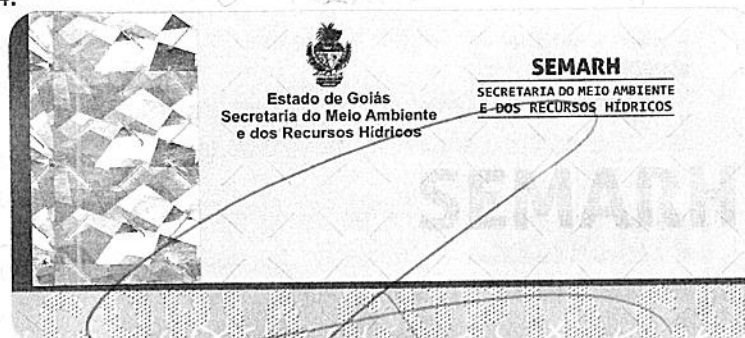 4.
Estado de Goiás
Secretaria do Meio Ambiente
e dos Recursos Hídricos
SEMARH
SECRETARIA DO MEIO AMBIENTE
E DOS RECURSOS HÍDRICOS
SEMARH